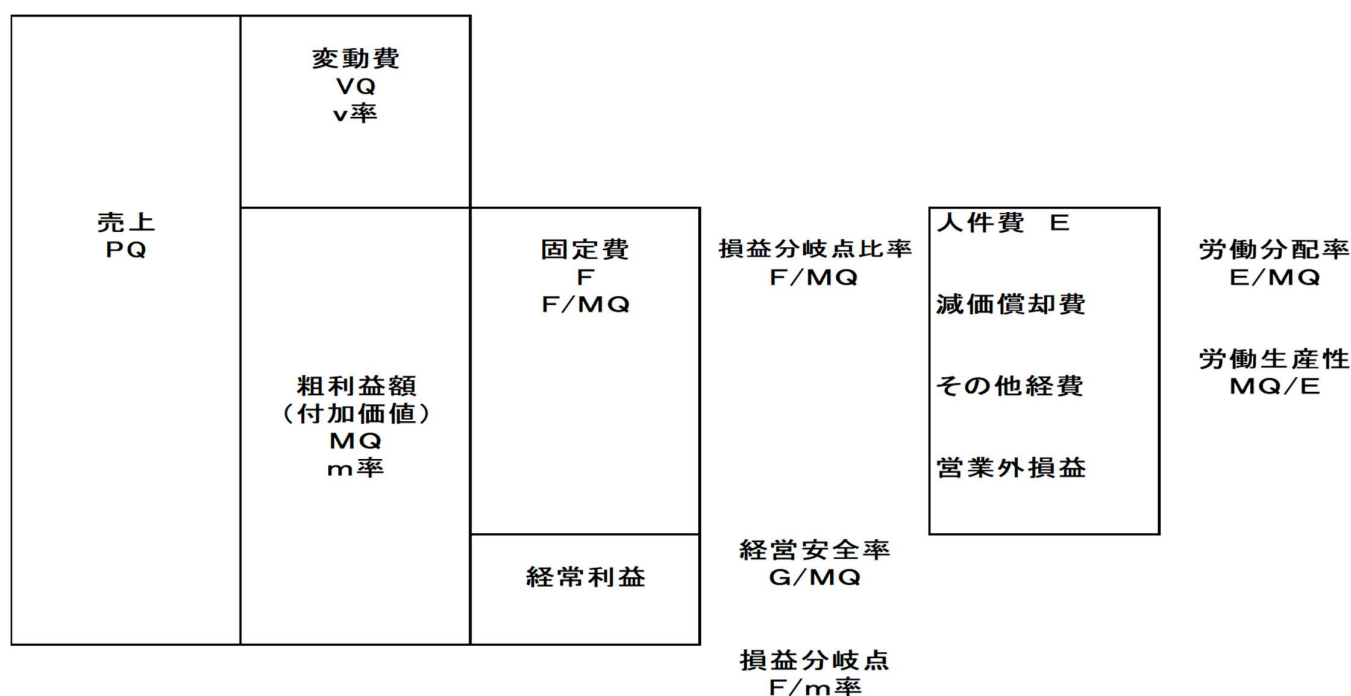 変動費
VQ
v率
売上
PQ
粗利益額
（付加価値）
MQ
m率
固定費
F
F/MQ
経常利益
損益分岐点比率
F/MQ
経営安全率
G/MQ
損益分岐点
F/m率
人件費 E
減価償却費
その他経費
営業外損益
労働分配率
E/MQ
労働生産性
MQ/E